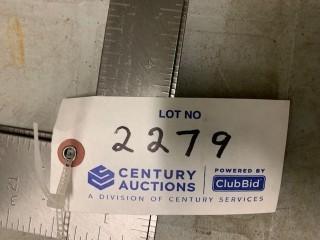 LOT NO
2279
CENTURY AUCTIONS
POWERED BY
ClubBid
A DIVISION OF CENTURY SERVICES